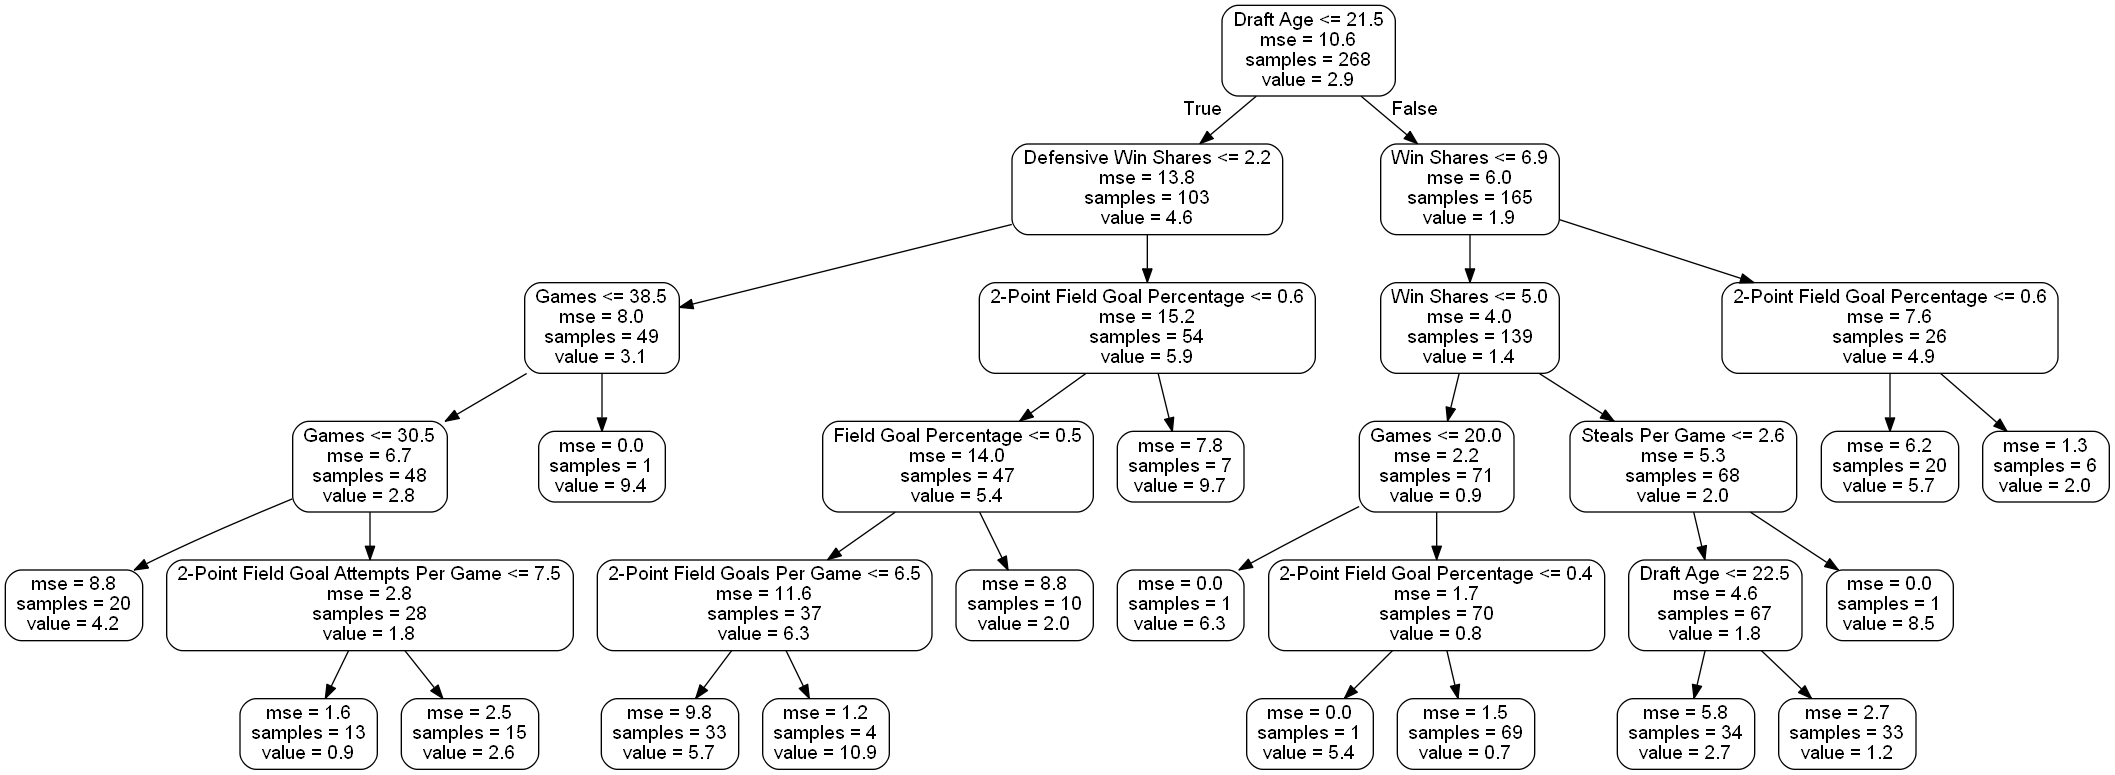 Draft Age <= 21.5
mse = 10.6
samples = 268
value = 2.9
True
False
Defensive Win Shares <= 2.2
mse = 13.8
samples = 103
value = 4.6
Win Shares <= 6.9
mse = 6.0
samples = 165
value = 1.9
Games <= 38.5
mse = 8.0
samples = 49
value = 3.1
2-Point Field Goal Percentage <= 0.6
mse = 15.2
samples = 54
value = 5.9
Win Shares <= 5.0
mse = 4.0
samples = 139
value = 1.4
2-Point Field Goal Percentage <= 0.6
mse = 7.6
samples = 26
value = 4.9
Games <= 30.5
mse = 6.7
samples = 48
value = 2.8
mse = 0.0
samples = 1
value = 9.4
Field Goal Percentage <= 0.5
mse = 14.0
samples = 47
value = 5.4
mse = 7.8
samples = 7
value = 9.7
Games <= 20.0
mse = 2.2
samples = 71
value = 0.9
Steals Per Game <= 2.6
mse = 5.3
samples = 68
value = 2.0
mse = 6.2
samples = 20
value = 5.7
mse = 1.3
samples = 6
value = 2.0
mse = 8.8
samples = 20
value = 4.2
2-Point Field Goal Attempts Per Game <= 7.5
mse = 2.8
samples = 28
value = 1.8
2-Point Field Goals Per Game <= 6.5
mse = 11.6
samples = 37
value = 6.3
mse = 8.8
samples = 10
value = 2.0
mse = 0.0
samples = 1
value = 6.3
2-Point Field Goal Percentage <= 0.4
mse = 1.7
samples = 70
value = 0.8
Draft Age <= 22.5
mse = 4.6
samples = 67
value = 1.8
mse = 0.0
samples = 1
value = 8.5
mse = 1.6
samples = 13
value = 0.9
mse = 2.5
samples = 15
value = 2.6
mse = 9.8
samples = 33
value = 5.7
mse = 1.2
samples = 4
value = 10.9
mse = 0.0
samples = 1
value = 5.4
mse = 1.5
samples = 69
value = 0.7
mse = 5.8
samples = 34
value = 2.7
mse = 2.7
samples = 33
value = 1.2